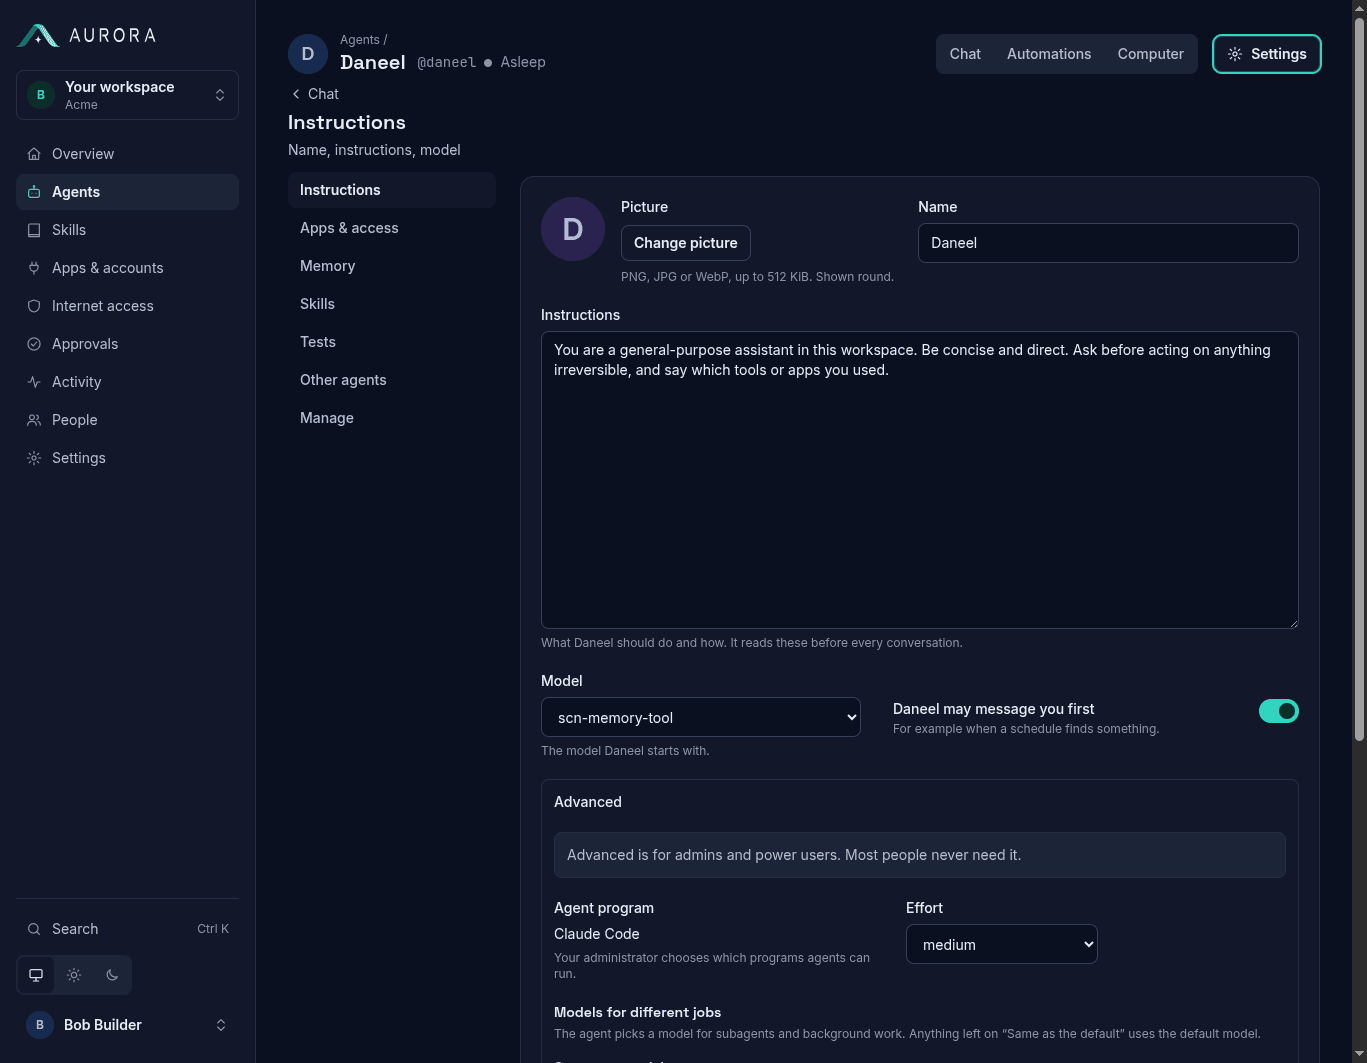 AURORA
B
Your workspace
Acme
Overview
Agents
Skills
Apps & accounts
Internet access
Approvals
Activity
People
Settings
Search
Ctrl K
B
Bob Builder
D
Agents /
Daneel @daneel Asleep
Chat
Automations
Computer
Settings
Chat
Instructions
Name, instructions, model
Instructions
Apps & access
Memory
Skills
Tests
Other agents
Manage
D
Picture
Change picture
PNG, JPG or WebP, up to 512 KiB. Shown round.
Name
Daneel
Instructions
You are a general-purpose assistant in this workspace. Be concise and direct. Ask before acting on anything
irreversible, and say which tools or apps you used.
What Daneel should do and how. It reads these before every conversation.
Model
scn-memory-tool
The model Daneel starts with.
Daneel may message you first
For example when a schedule finds something.
Advanced
Advanced is for admins and power users. Most people never need it.
Agent program
Claude Code
Your administrator chooses which programs agents can
run.
Effort
medium
Models for different jobs
The agent picks a model for subagents and background work. Anything left on “Same as the default” uses the default model.